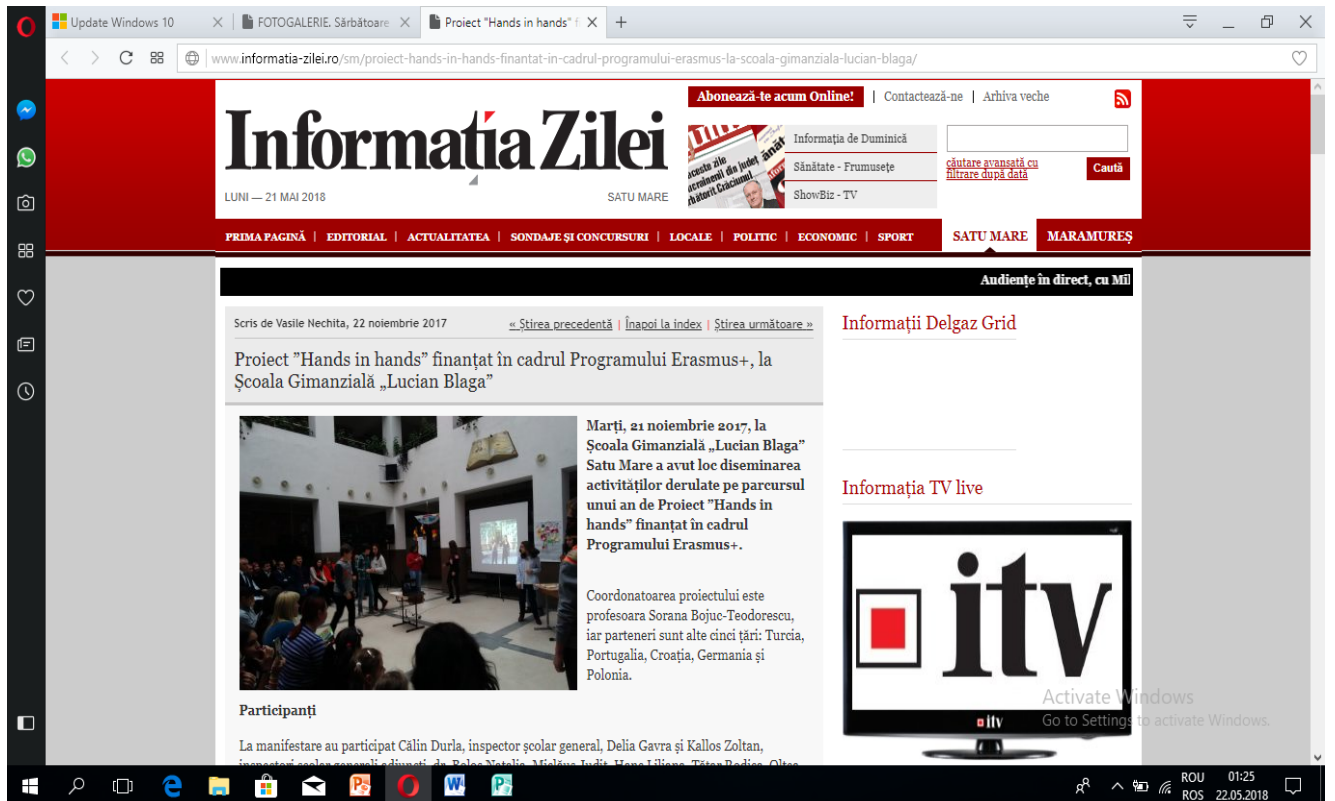 Update Windows 10
FOTOGALERIE. Sărbătoare
Proiect "Hands in hands" f
www.informatia-zilei.ro/sm/proiect-hands-in-hands-finantat-in-cadrul-programului-erasmus-la-scoala-gimanziala-lucian-blaga/
Abonează-te acum Online! | Contactează-ne | Arhiva veche
Informația Zilei
LUNI — 21 MAI 2018
SATU MARE
Informația de Duminică
Sănătate - Frumusețe
ShowBiz - TV
căutare avansată cu
filtrare după dată
Caută
PRIMA PAGINĂ | EDITORIAL | ACTUALITATEA | SONDAJE ȘI CONCURSURI | LOCALE | POLITIC | ECONOMIC | SPORT
SATU MARE
MARAMUREȘ
Audiențe în direct, cu Mil
Scris de Vasile Nechita, 22 noiembrie 2017
« Știrea precedentă | Înapoi la index | Știrea următoare »
Proiect ”Hands in hands” finanțat în cadrul Programului Erasmus+, la
Școala Gimanzială „Lucian Blaga”
Marți, 21 noiembrie 2017, la
Școala Gimanzială „Lucian Blaga”
Satu Mare a avut loc diseminarea
activităților derulate pe parcursul
unui an de Proiect ”Hands in
hands” finanțat în cadrul
Programului Erasmus+.
Coordonatoarea proiectului este
profesoara Sorana Bojuc-Teodorescu,
iar parteneri sunt alte cinci țări: Turcia,
Portugalia, Croația, Germania și
Polonia.
Participanți
La manifestare au participat Călin Durla, inspector școlar general, Delia Gavra și Kallos Zoltan,
Informații Delgaz Grid
Informația TV live
itv
itv
Activate Windows
Go to Settings to activate Windows.
ROU
ROS
01:25
22.05.2018